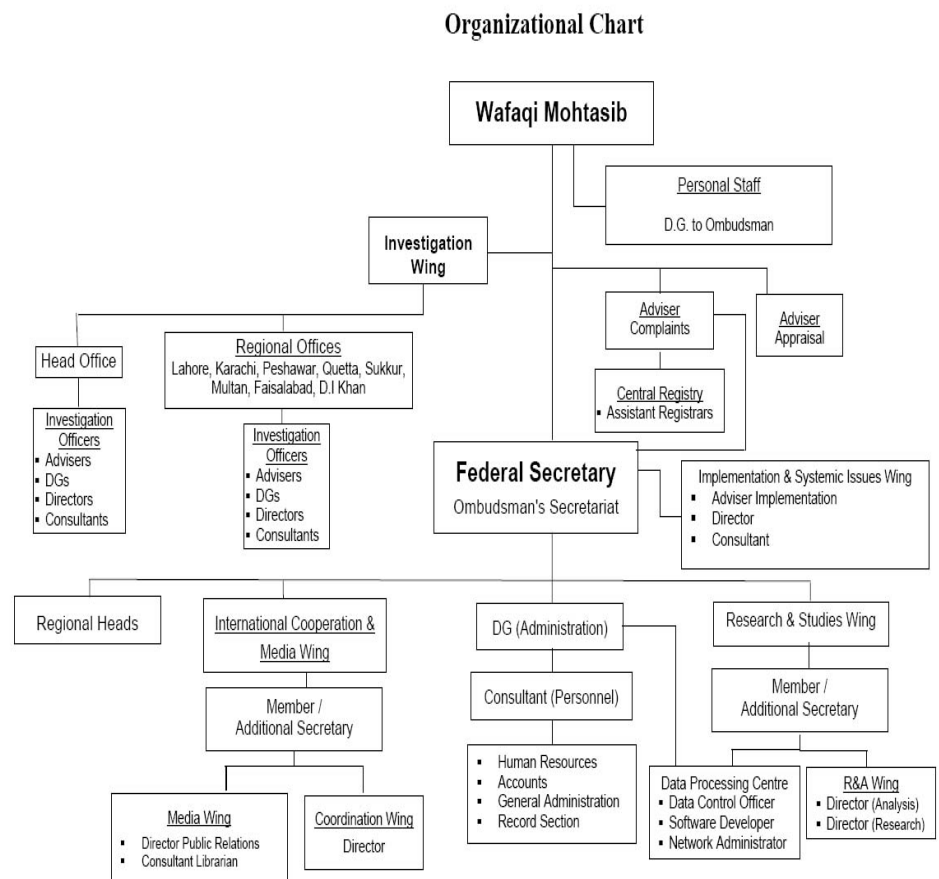 Organizational Chart
Wafaqi Mohtasib
Personal Staff
D.G. to Ombudsman
Investigation
Wing
Adviser
Complaints
Adviser
Appraisal
Head Office
Regional Offices
Lahore, Karachi, Peshawar, Quetta, Sukkur,
Multan, Faisalabad, D.I Khan
Central Registry
▪ Assistant Registrars
Investigation
Officers
▪ Advisers
▪ DGs
▪ Directors
▪ Consultants
Investigation
Officers
▪ Advisers
▪ DGs
▪ Directors
▪ Consultants
Federal Secretary
Ombudsman's Secretariat
Implementation & Systemic Issues Wing
▪ Adviser Implementation
▪ Director
▪ Consultant
Regional Heads
International Cooperation &
Media Wing
DG (Administration)
Research & Studies Wing
Member /
Additional Secretary
Consultant (Personnel)
Member /
Additional Secretary
▪ Human Resources
▪ Accounts
▪ General Administration
▪ Record Section
Data Processing Centre
▪ Data Control Officer
▪ Software Developer
▪ Network Administrator
R&A Wing
▪ Director (Analysis)
▪ Director (Research)
Media Wing
▪ Director Public Relations
▪ Consultant Librarian
Coordination Wing
Director